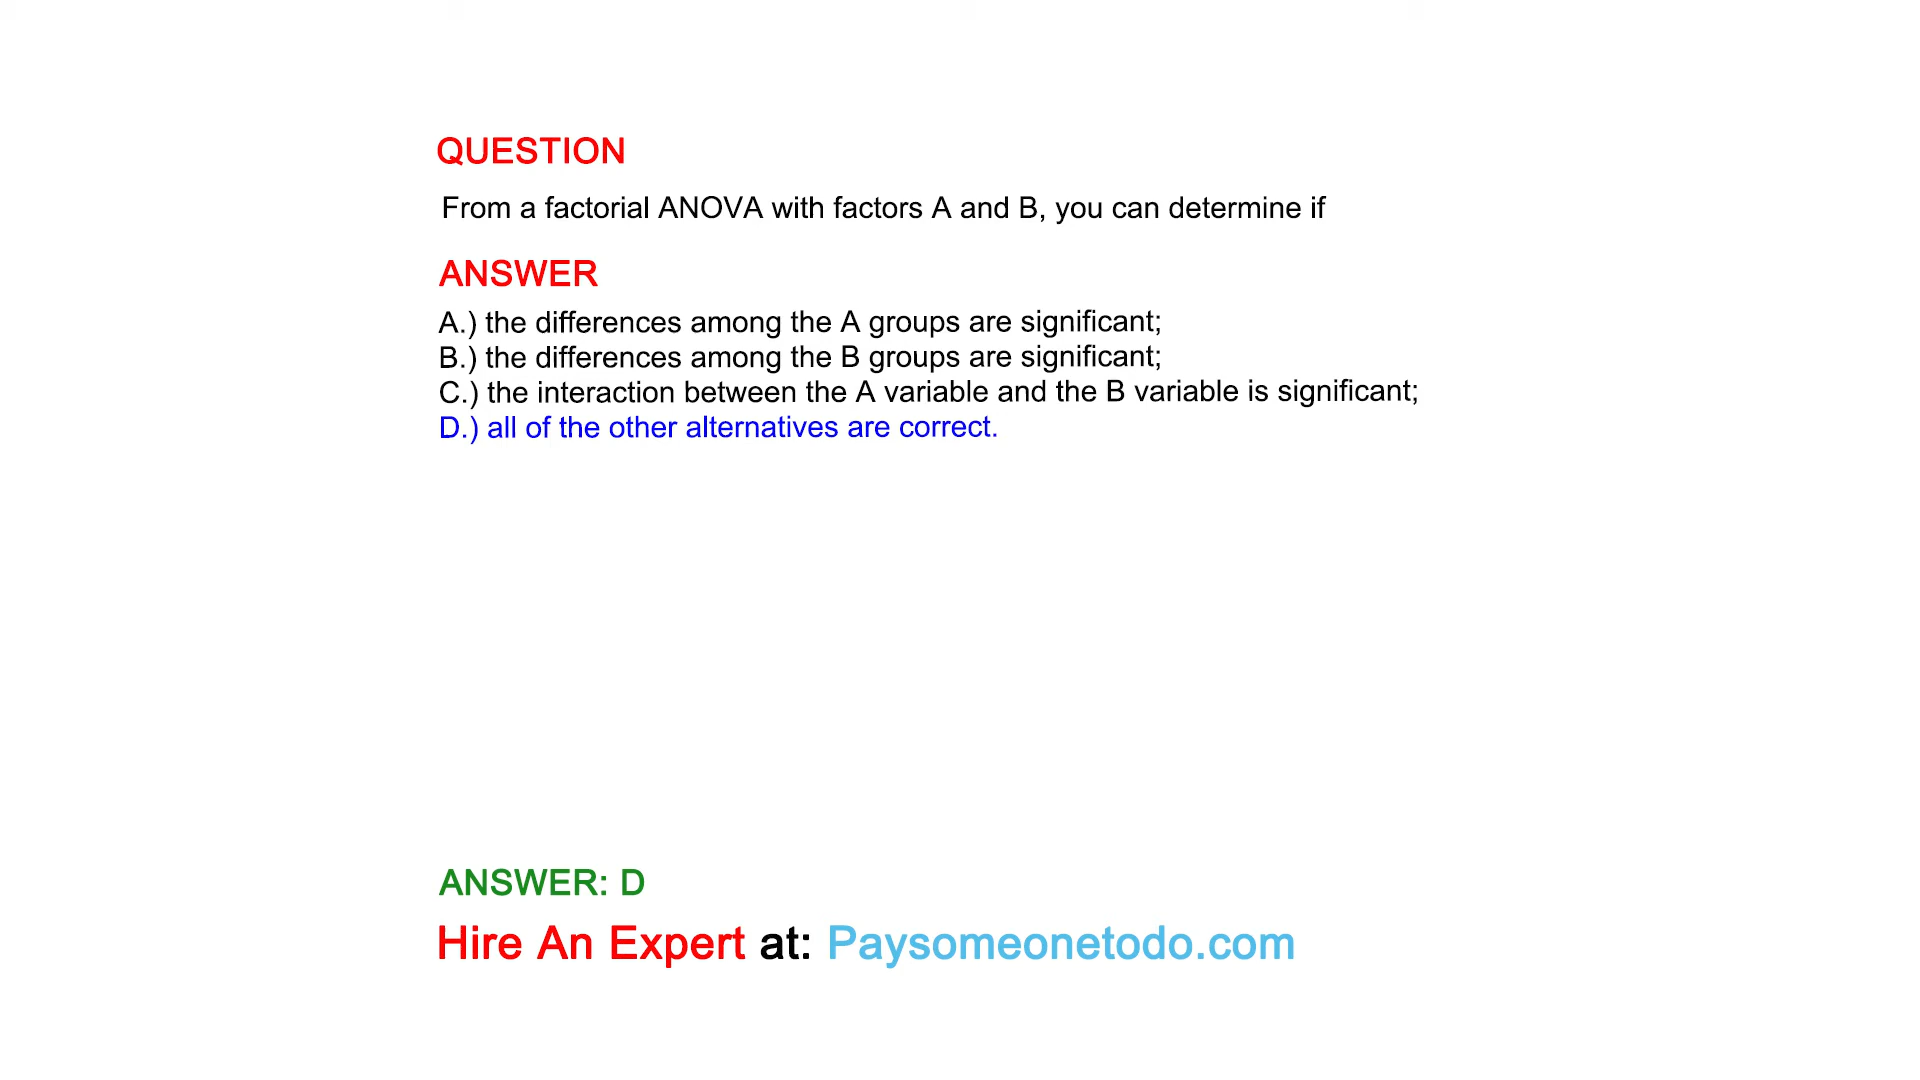 QUESTION
From a factorial ANOVA with factors A and B, you can determine if
ANSWER
A.) the differences among the A groups are significant;
B.) the differences among the B groups are significant;
C.) the interaction between the A variable and the B variable is significant;
D.) all of the other alternatives are correct.
ANSWER: D
Hire An Expert at: Paysomeonetodo.com